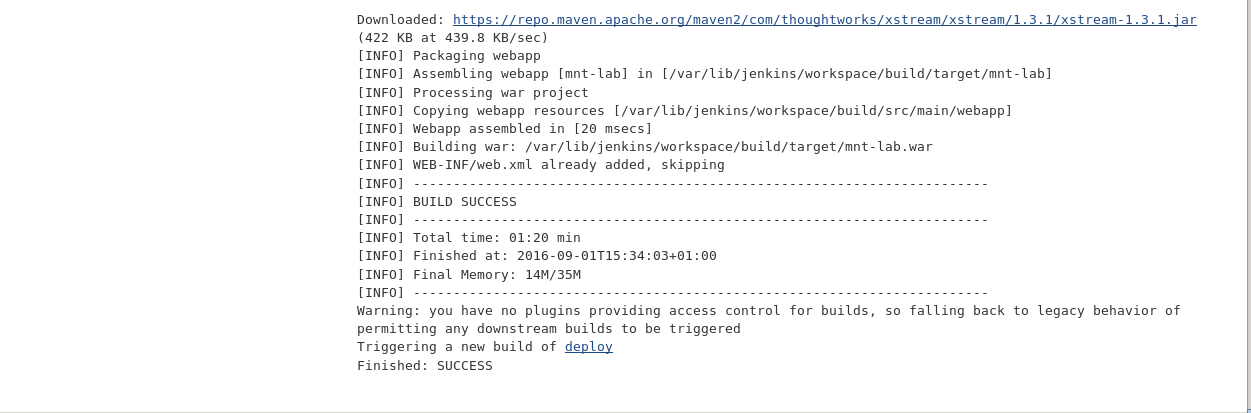 Downloaded: https://repo.maven.apache.org/maven2/com/thoughtworks/xstream/xstream/1.3.1/xstream-1.3.1.jar
(422 KB at 439.8 KB/sec)
[INFO] Packaging webapp
[INFO] Assembling webapp [mnt-lab] in [/var/lib/jenkins/workspace/build/target/mnt-lab]
[INFO] Processing war project
[INFO] Copying webapp resources [/var/lib/jenkins/workspace/build/src/main/webapp]
[INFO] Webapp assembled in [20 msecs]
[INFO] Building war: /var/lib/jenkins/workspace/build/target/mnt-lab.war
[INFO] WEB-INF/web.xml already added, skipping
[INFO] ------------------------------------------------------------------------
[INFO] BUILD SUCCESS
[INFO] ------------------------------------------------------------------------
[INFO] Total time: 01:20 min
[INFO] Finished at: 2016-09-01T15:34:03+01:00
[INFO] Final Memory: 14M/35M
[INFO] ------------------------------------------------------------------------
Warning: you have no plugins providing access control for builds, so falling back to legacy behavior of
permitting any downstream builds to be triggered
Triggering a new build of deploy
Finished: SUCCESS